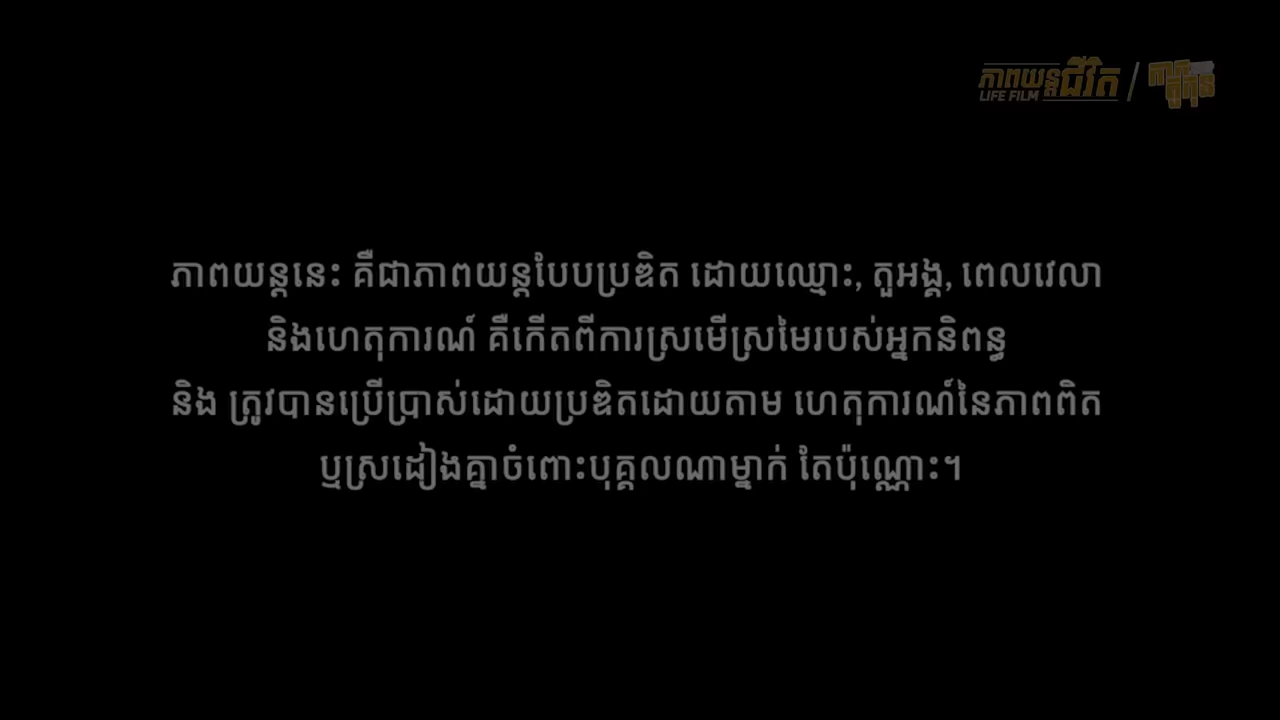 ភាពយន្តជីវិត / កាក់តួកុន
LIFE FILM
ភាពយន្តនេះ គឺជាភាពយន្តបែបប្រឌិត ដោយឈ្មោះ, តួអង្គ, ពេលវេលា
និងហេតុការណ៍ គឺកើតពីការស្រមើស្រមៃរបស់អ្នកនិពន្ធ
និង ត្រូវបានប្រើប្រាស់ដោយប្រឌិតដោយតាម ហេតុការណ៍នៃភាពពិត
ឬស្រដៀងគ្នាចំពោះបុគ្គលណាម្នាក់ តែប៉ុណ្ណោះ។